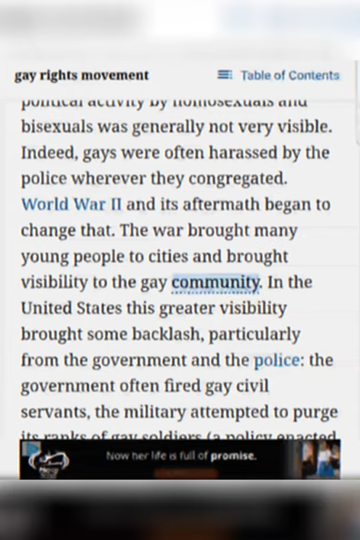 gay rights movement
Table of Contents
political activity by homosexuals and
bisexuals was generally not very visible.
Indeed, gays were often harassed by the
police wherever they congregated.
World War II and its aftermath began to
change that. The war brought many
young people to cities and brought
visibility to the gay community. In the
United States this greater visibility
brought some backlash, particularly
from the government and the police: the
government often fired gay civil
servants, the military attempted to purge
its ranks of gay soldiers (a policy enacted
Now her life is full of promise.